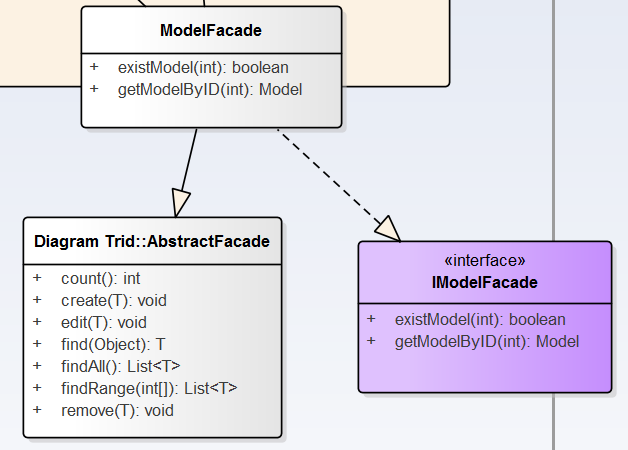 ModelFacade
+ existModel(int): boolean
+ getModelByID(int): Model
Diagram Trid::AbstractFacade
+ count(): int
+ create(T): void
+ edit(T): void
+ find(Object): T
+ findAll(): List<T>
+ findRange(int[]): List<T>
+ remove(T): void
«interface»
IModelFacade
+ existModel(int): boolean
+ getModelByID(int): Model